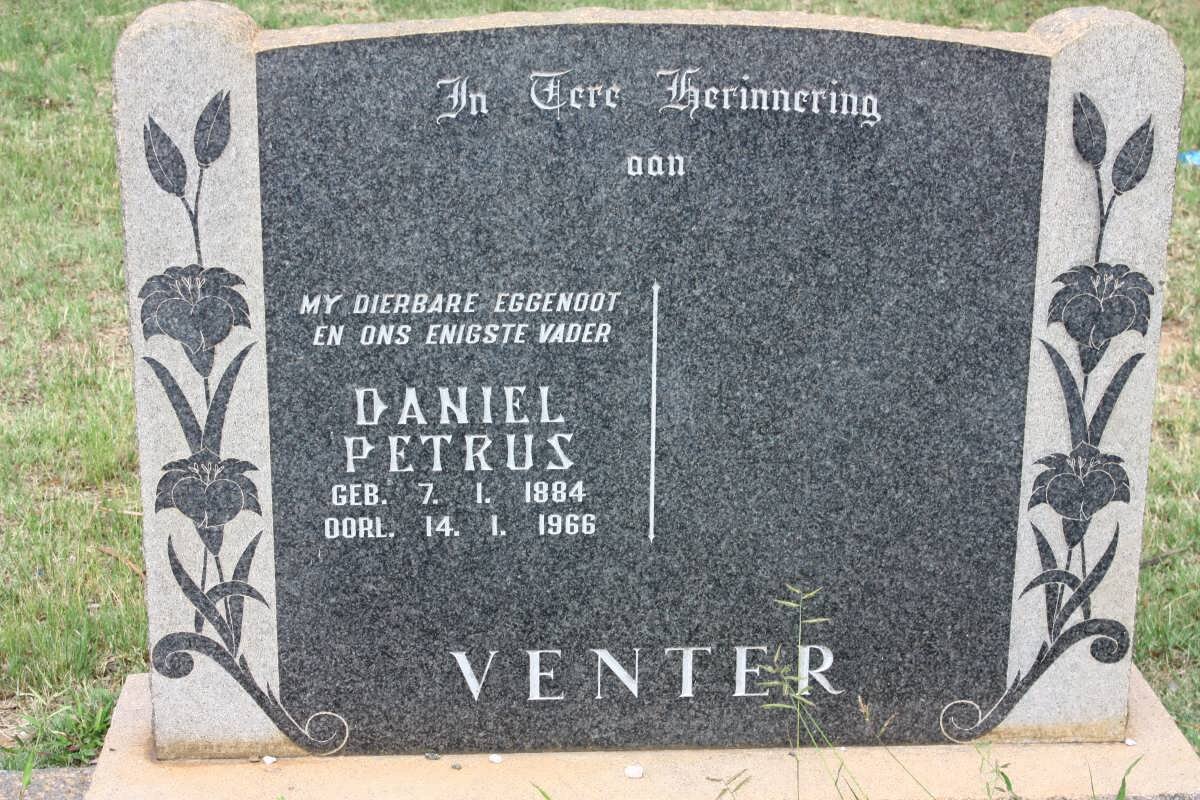 In Tere Herinnering
aan
MY DIERBARE EGGENOOT
EN ONS ENIGSTE VADER
DANIEL
PETRUS
GEB. 7. 1. 1884
OORL. 14. 1. 1966
VENTER